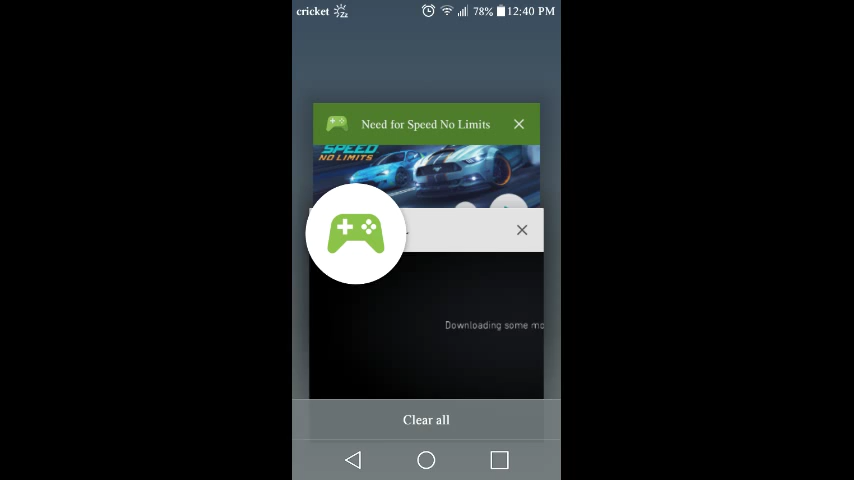 cricket
78% 12:40 PM
Need for Speed No Limits
SPEED
NO LIMITS
Downloading some mo
Clear all